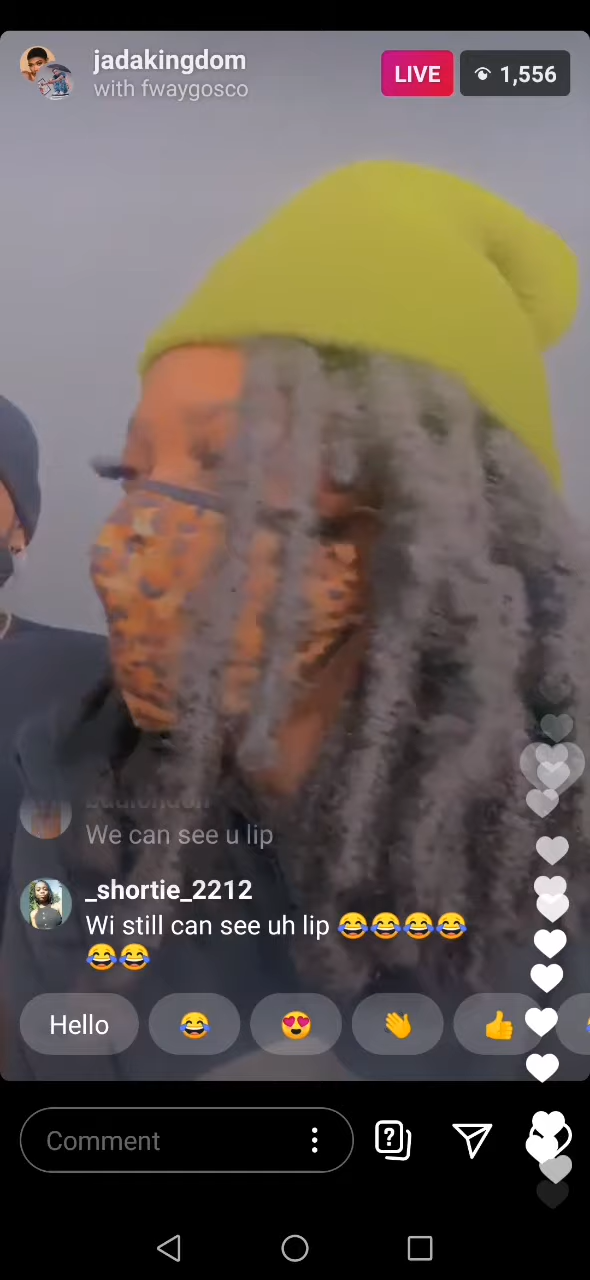 jadakingdom
with fwaygosco
LIVE
1,556
We can see u lip
_shortie_2212
Wi still can see uh lip 😂😂😂😂
😂😂
Hello
Comment